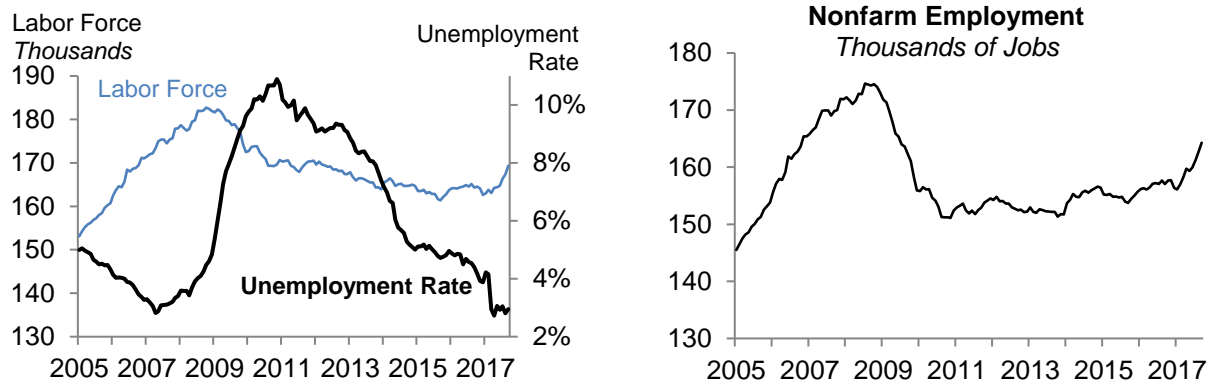 Labor Force
Thousands
Unemployment
Rate
190
180
170
160
150
140
130
Labor Force
Unemployment Rate
10%
8%
6%
4%
2%
2005 2007 2009 2011 2013 2015 2017
Nonfarm Employment
Thousands of Jobs
180
170
160
150
140
130
2005 2007 2009 2011 2013 2015 2017